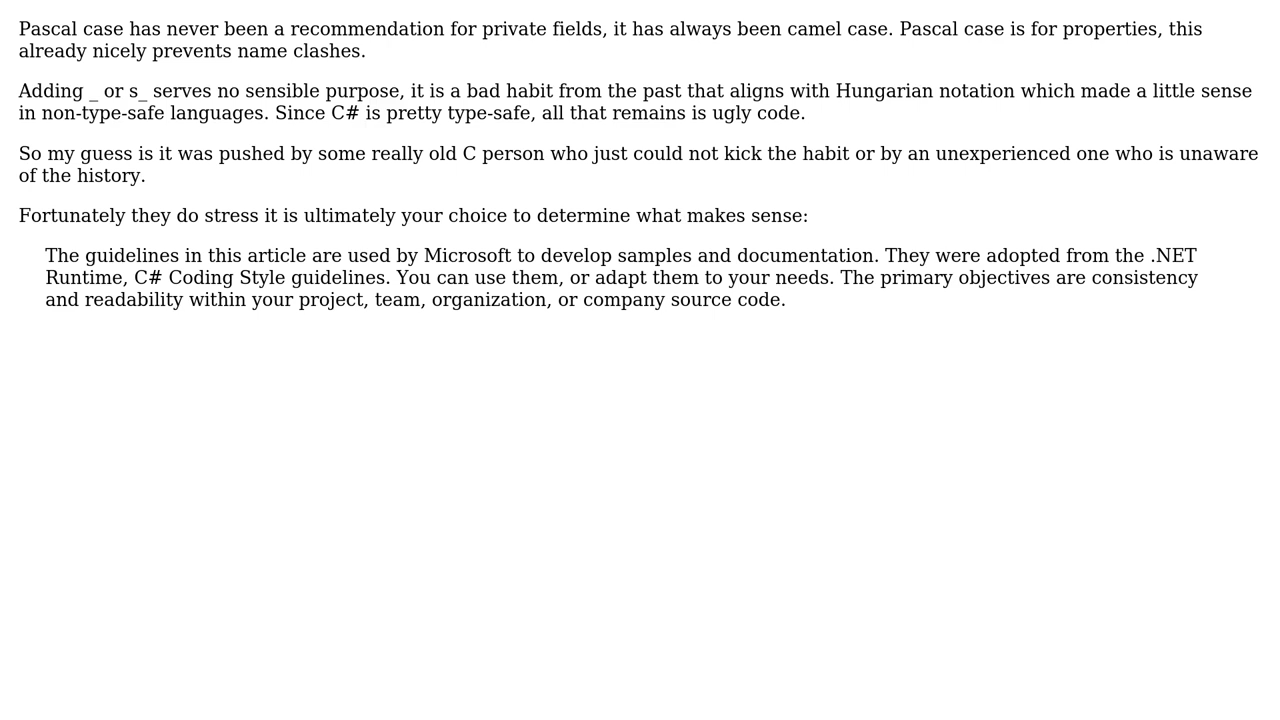 Pascal case has never been a recommendation for private fields, it has always been camel case. Pascal case is for properties, this
already nicely prevents name clashes.
Adding _ or s_ serves no sensible purpose, it is a bad habit from the past that aligns with Hungarian notation which made a little sense
in non-type-safe languages. Since C# is pretty type-safe, all that remains is ugly code.
So my guess is it was pushed by some really old C person who just could not kick the habit or by an unexperienced one who is unaware
of the history.
Fortunately they do stress it is ultimately your choice to determine what makes sense:
The guidelines in this article are used by Microsoft to develop samples and documentation. They were adopted from the .NET
Runtime, C# Coding Style guidelines. You can use them, or adapt them to your needs. The primary objectives are consistency
and readability within your project, team, organization, or company source code.